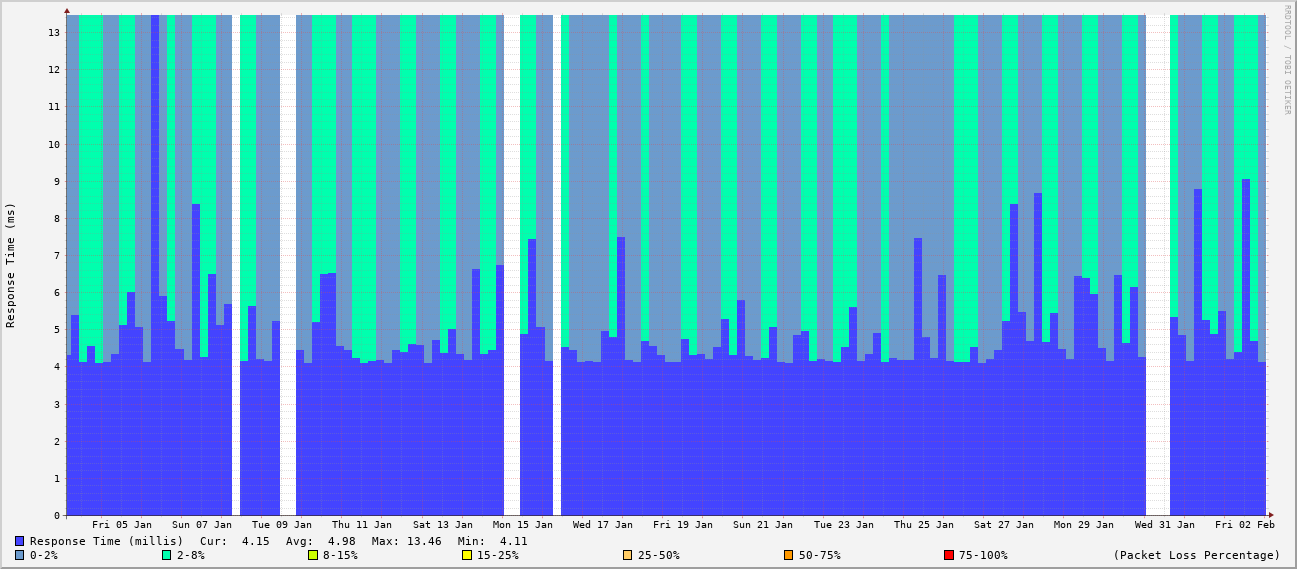 RRDTOOL / TOBI OETIKER
Response Time (ms)
13
12
11
10
9
8
7
6
5
4
3
2
1
0
Fri 05 Jan Sun 07 Jan Tue 09 Jan Thu 11 Jan Sat 13 Jan Mon 15 Jan Wed 17 Jan Fri 19 Jan Sun 21 Jan Tue 23 Jan Thu 25 Jan Sat 27 Jan Mon 29 Jan Wed 31 Jan Fri 02 Feb
Response Time (millis) Cur: 4.15 Avg: 4.98 Max: 13.46 Min: 4.11
0-2% 2-8% 8-15% 15-25% 25-50% 50-75% 75-100% (Packet Loss Percentage)